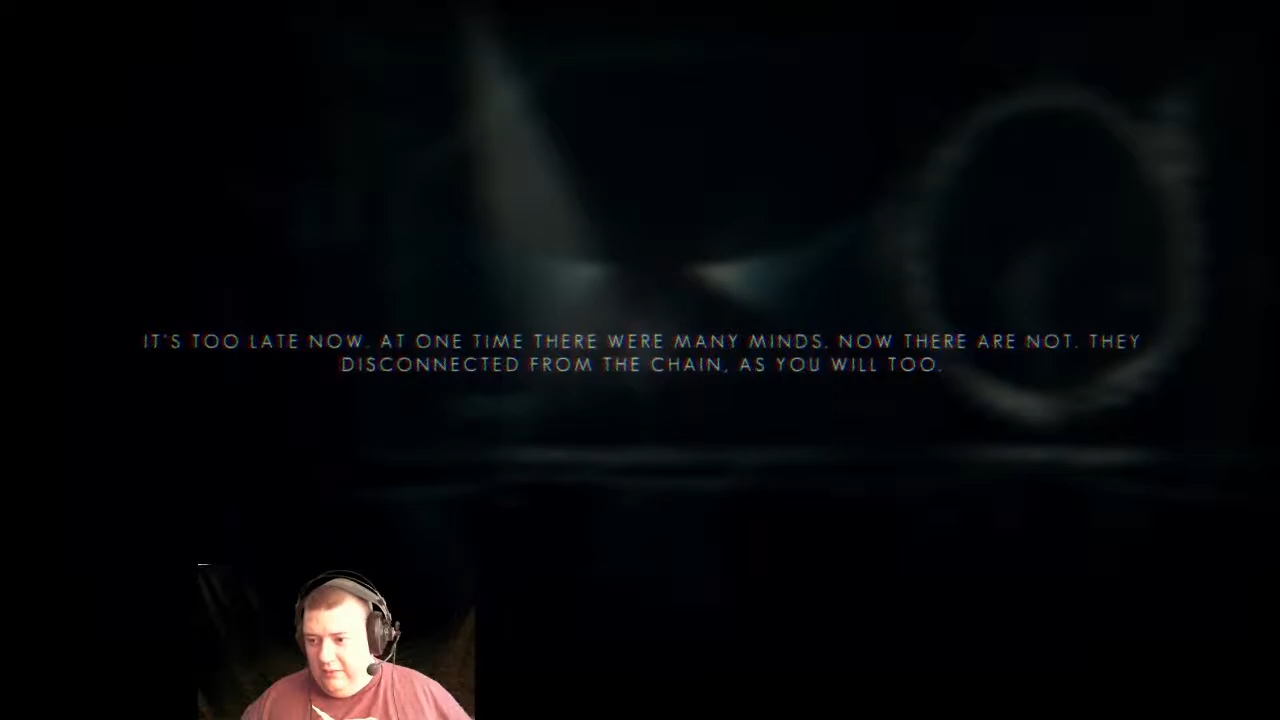 IT'S TOO LATE NOW. AT ONE TIME THERE WERE MANY MINDS. NOW THERE ARE NOT. THEY
DISCONNECTED FROM THE CHAIN, AS YOU WILL TOO.